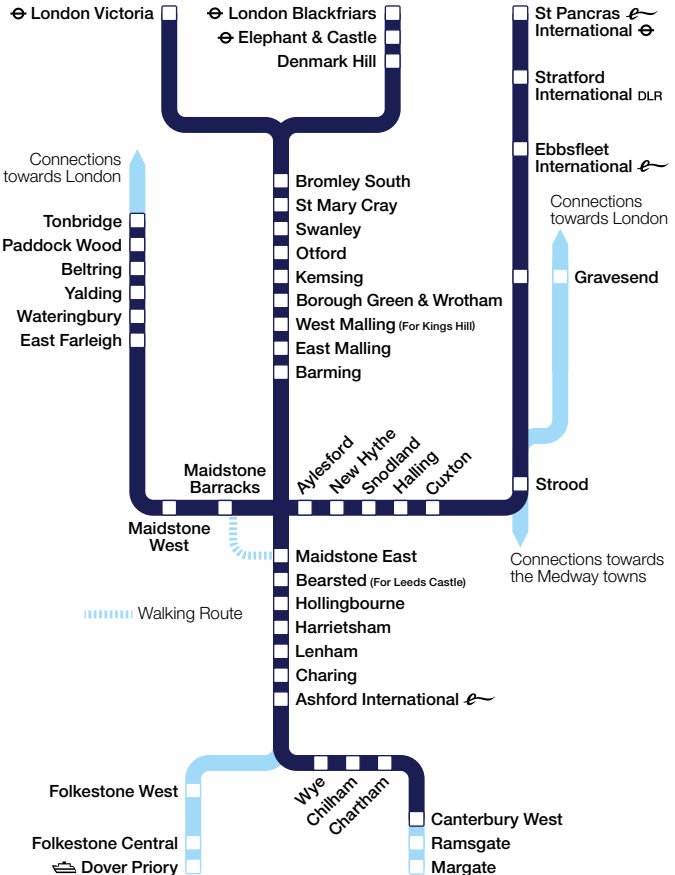 London Victoria
London Blackfriars
Elephant & Castle
Denmark Hill
St Pancras
International
Stratford
International DLR
Ebbsfleet
International
Connections
towards London
Connections
towards London
Tonbridge
Paddock Wood
Beltring
Yalding
Wateringbury
East Farleigh
Bromley South
St Mary Cray
Swanley
Otford
Kemsing
Borough Green & Wrotham
West Malling (For Kings Hill)
East Malling
Barming
Gravesend
Maidstone
Barracks
Maidstone
West
Aylesford
New Hythe
Snodland
Halling
Cuxton
Strood
Connections towards
the Medway towns
Walking Route
Maidstone East
Bearsted (For Leeds Castle)
Hollingbourne
Harrietsham
Lenham
Charing
Ashford International
Wye
Chilham
Chartham
Folkestone West
Folkestone Central
Dover Priory
Canterbury West
Ramsgate
Margate